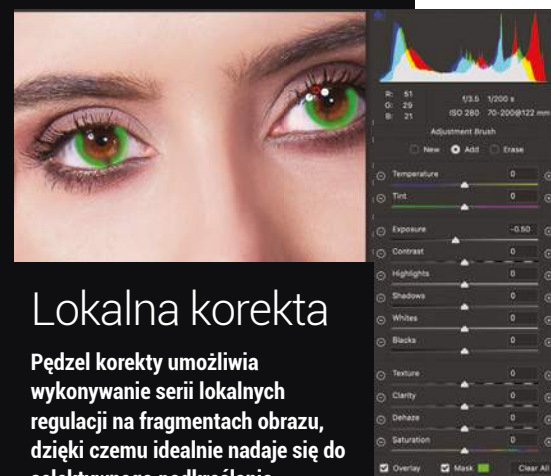 R: 51
G: 29
B: 21
f/3.5 1/200 s
ISO 280 70-200@122 mm
Adjustment Brush
New Add Erase
Temperature 0
Tint 0
Exposure -0.50
Contrast 0
Highlights 0
Shadows 0
Whites 0
Blacks 0
Texture 0
Clarity 0
Dehaze 0
Saturation 0
Overlay Mask Clear All
Lokalna korekta
Pędzel korekty umożliwia
wykonywanie serii lokalnych
regulacji na fragmentach obrazu,
dzięki czemu idealnie nadaje się do